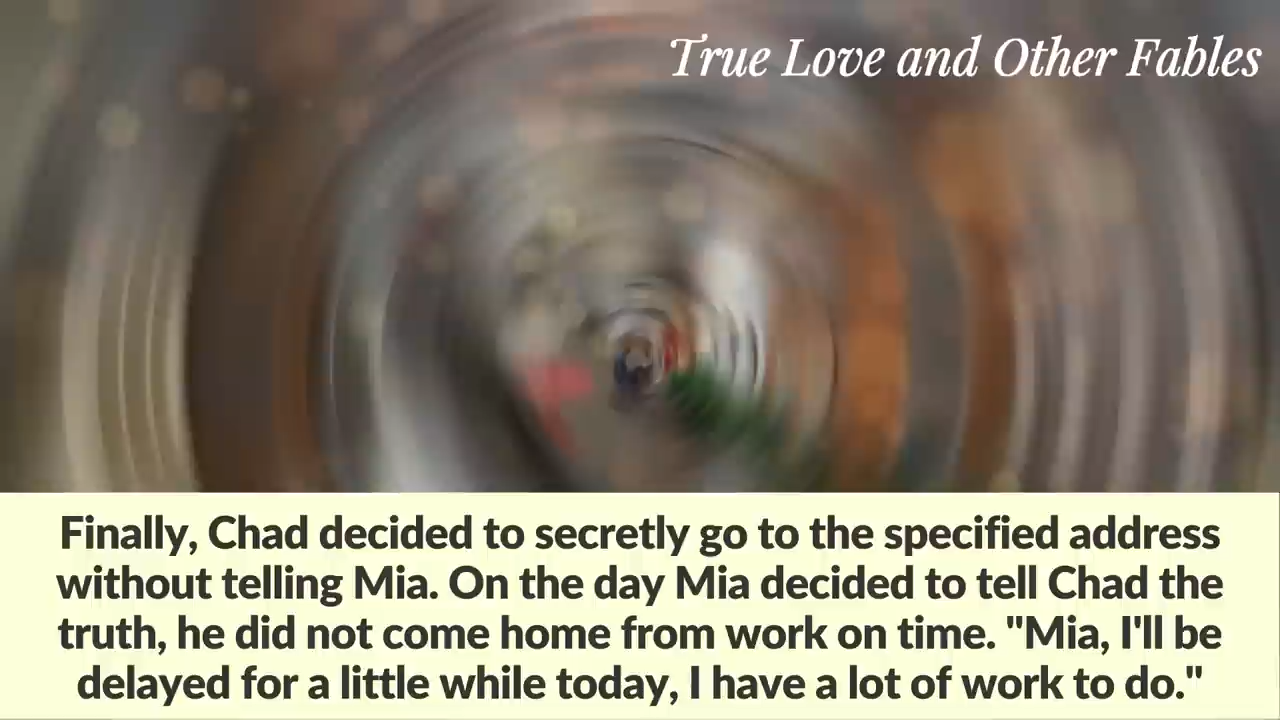 True Love and Other Fables
Finally, Chad decided to secretly go to the specified address
without telling Mia. On the day Mia decided to tell Chad the
truth, he did not come home from work on time. "Mia, I'll be
delayed for a little while today, I have a lot of work to do."